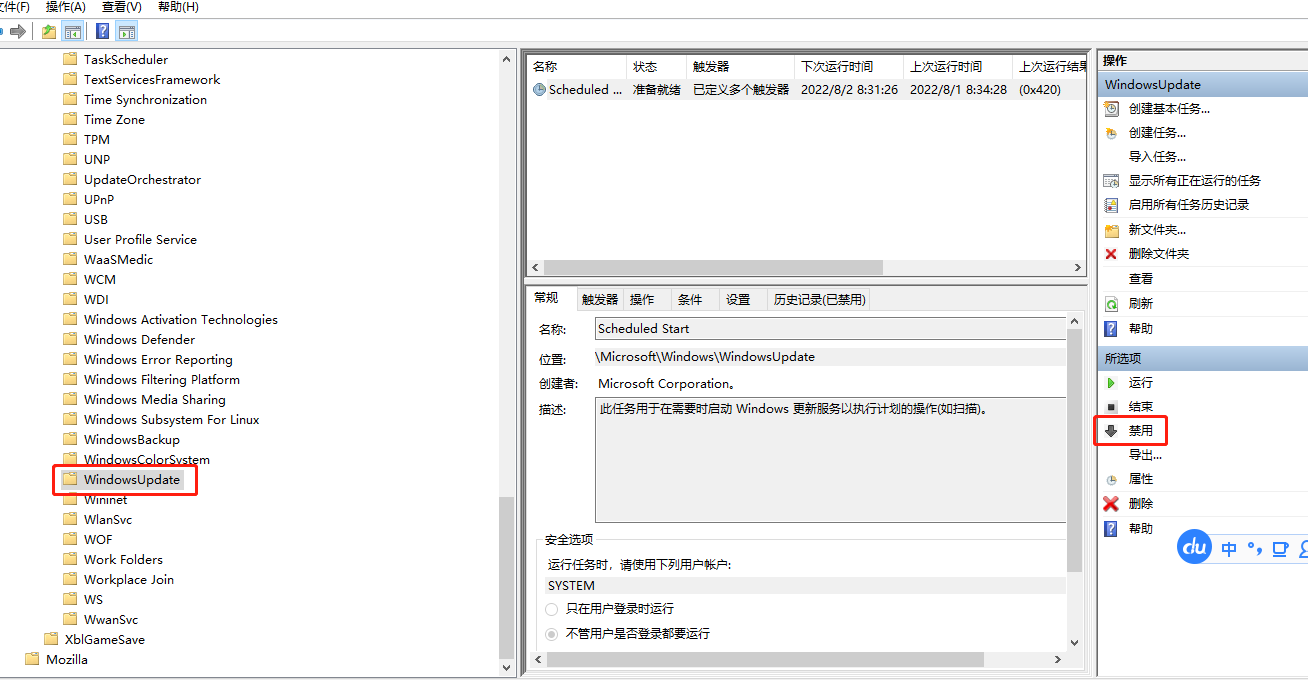 文件(F) 操作(A) 查看(V) 帮助(H)
TaskScheduler
TextServicesFramework
Time Synchronization
Time Zone
TPM
UNP
UpdateOrchestrator
UPnP
USB
User Profile Service
WaaSMedic
WCM
WDI
Windows Activation Technologies
Windows Defender
Windows Error Reporting
Windows Filtering Platform
Windows Media Sharing
Windows Subsystem For Linux
WindowsBackup
WindowsColorSystem
WindowsUpdate
Wininet
WlanSvc
WOF
Work Folders
Workplace Join
WS
WwanSvc
XblGameSave
Mozilla
名称 状态 触发器 下次运行时间 上次运行时间 上次运行结果
Scheduled ... 准备就绪 已定义多个触发器 2022/8/2 8:31:26 2022/8/1 8:34:28 (0x420)
常规 触发器 操作 条件 设置 历史记录(已禁用)
名称: Scheduled Start
位置: \Microsoft\Windows\WindowsUpdate
创建者: Microsoft Corporation。
描述: 此任务用于在需要时启动 Windows 更新服务以执行计划的操作(如扫描)。
安全选项
运行任务时，请使用下列用户帐户:
SYSTEM
只在用户登录时运行
不管用户是否登录都要运行
操作
WindowsUpdate
创建基本任务...
创建任务...
导入任务...
显示所有正在运行的任务
启用所有任务历史记录
新文件夹...
删除文件夹
查看
刷新
帮助
所选项
运行
结束
禁用
导出...
属性
删除
帮助
du 中 °,